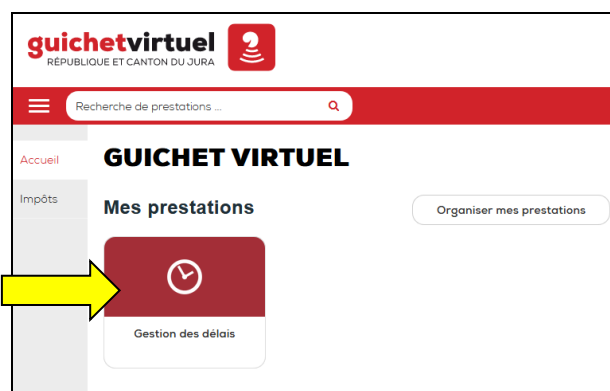 guichetvirtuel
RÉPUBLIQUE ET CANTON DU JURA
Recherche de prestations ...
Accueil
GUICHET VIRTUEL
Impôts
Mes prestations
Organiser mes prestations
Gestion des délais